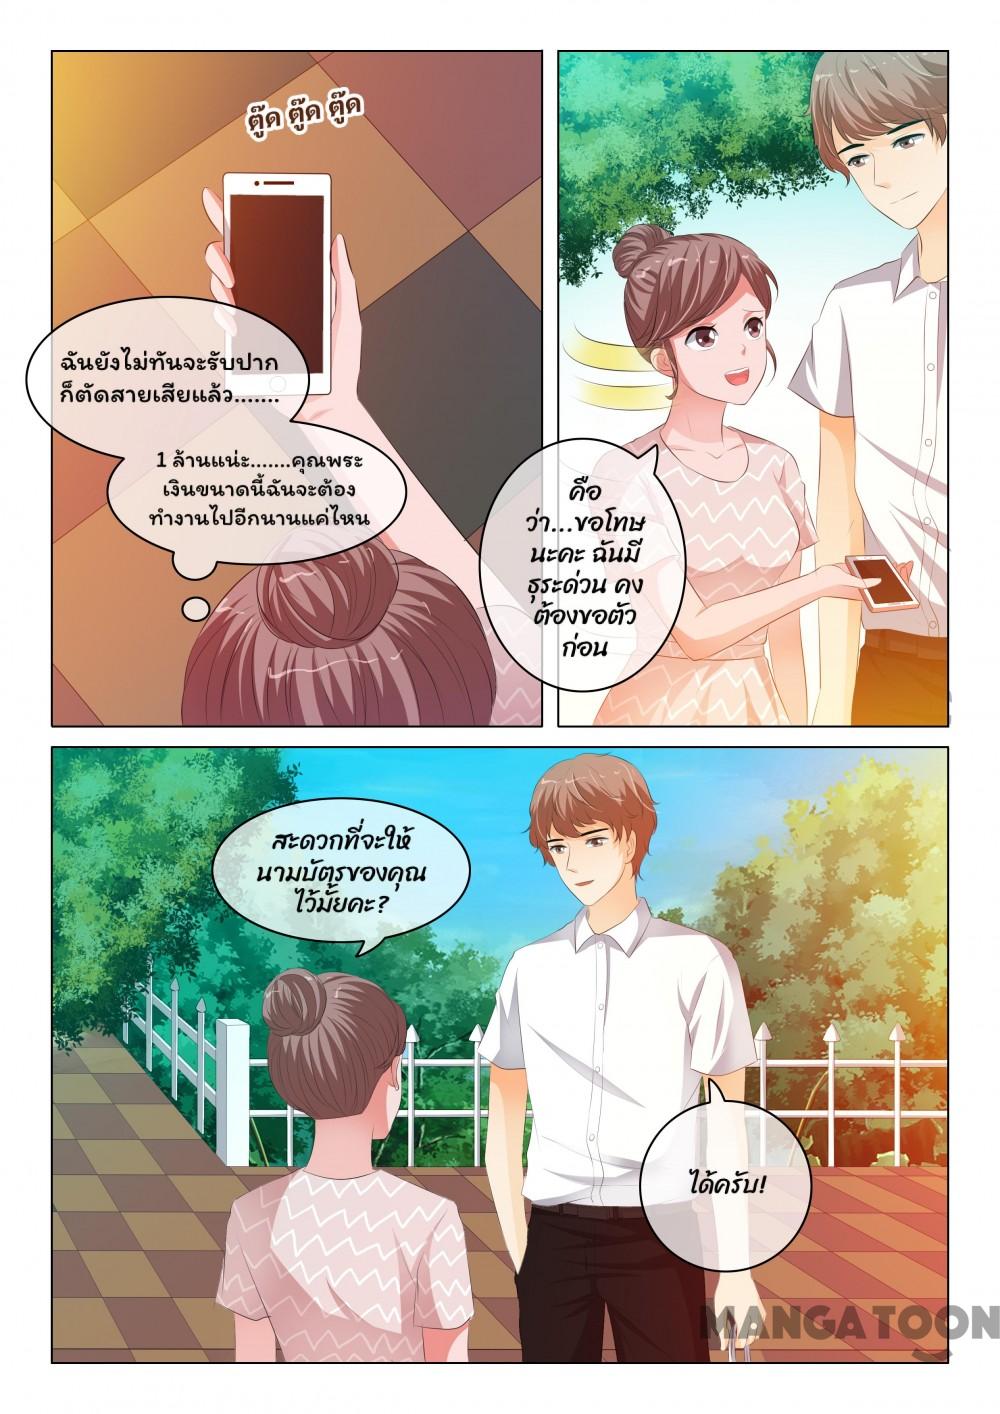 ตู๊ด ตู๊ด ตู๊ด
ฉันยังไม่ทันจะรับปาก
ก็ตัดสายเสียแล้ว.......
1 ล้านแน่ะ.......คุณพระ
เงินขนาดนี้ฉันจะต้อง
ทำงานไปอีกนานแค่ไหน
คือ
ว่า...ขอโทษ
นะคะ ฉันมี
ธุระด่วน คง
ต้องขอตัว
ก่อน
สะดวกที่จะให้
นามบัตรของคุณ
ไว้มั้ยคะ?
ได้ครับ!
MANGATOON